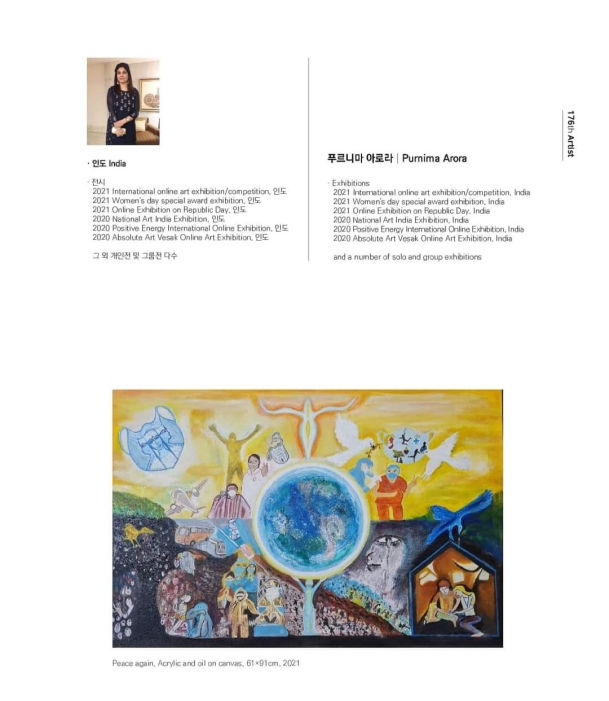 176th Artist
· 인도 India
· 전시
2021 International online art exhibition/competition, 인도
2021 Women's day special award exhibition, 인도
2021 Online Exhibition on Republic Day, 인도
2020 National Art India Exhibition, 인도
2020 Positive Energy International Online Exhibition, 인도
2020 Absolute Art Vesak Online Art Exhibition, 인도
그 외 개인전 및 그룹전 다수
푸르니마 아로라 | Purnima Arora
· Exhibitions
2021 International online art exhibition/competition, India
2021 Women's day special award exhibition, India
2021 Online Exhibition on Republic Day, India
2020 National Art India Exhibition, India
2020 Positive Energy International Online Exhibition, India
2020 Absolute Art Vesak Online Art Exhibition, India
and a number of solo and group exhibitions
Peace again, Acrylic and oil on canvas, 61×91cm, 2021